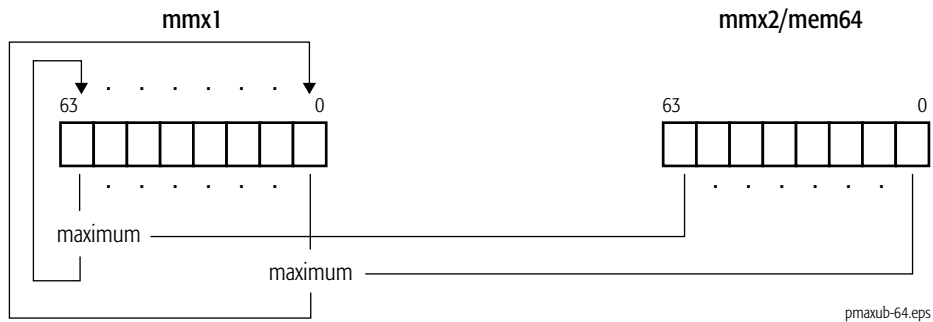 mmx1 mmx2/mem64
. . . . . .
63 0 63 0
. . . . . . . . . . . .
maximum
maximum
pmaxub-64.eps